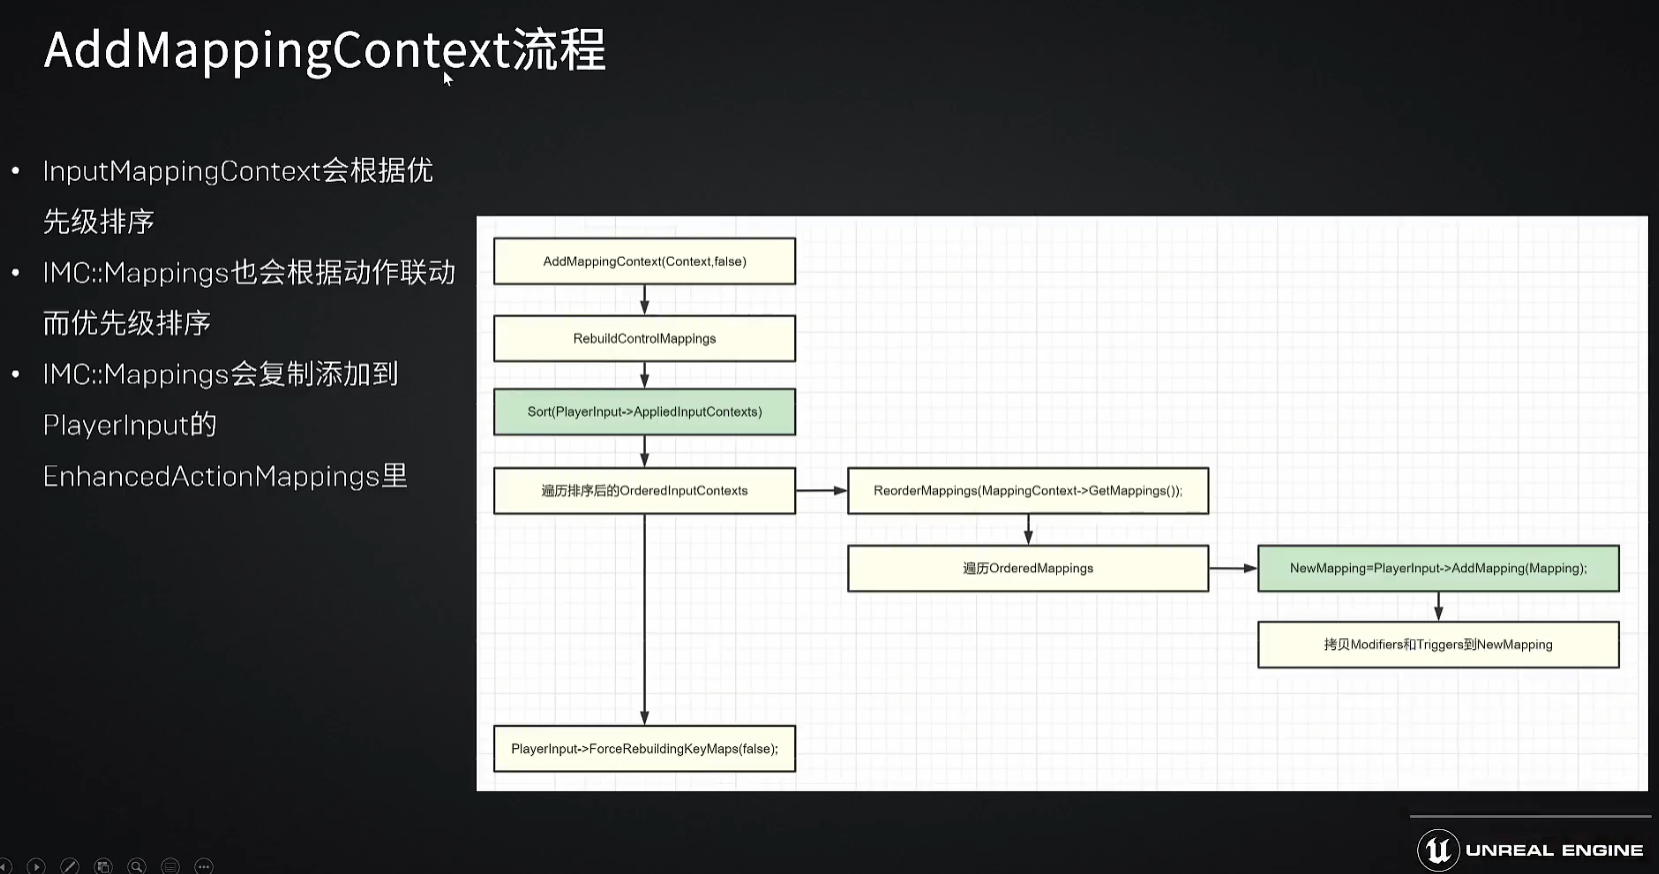 AddMappingContext流程
InputMappingContext会根据优
先级排序
IMC::Mappings也会根据动作联动
而优先级排序
IMC::Mappings会复制添加到
PlayerInput的
EnhancedActionMappings里
AddMappingContext(Context,false)
RebuildControlMappings
Sort(PlayerInput->AppliedInputContexts)
遍历排序后的OrderedInputContexts
ReorderMappings(MappingContext->GetMappings());
遍历OrderedMappings
NewMapping=PlayerInput->AddMapping(Mapping);
拷贝Modifiers和Triggers到NewMapping
PlayerInput->ForceRebuildingKeyMaps(false);
UNREAL ENGINE